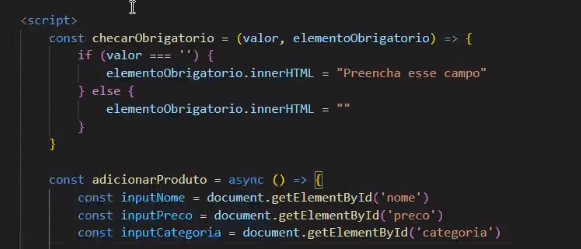 <script>
const checarObrigatorio = (valor, elementoObrigatorio) => {
if (valor === '') {
elementoObrigatorio.innerHTML = "Preencha esse campo"
} else {
elementoObrigatorio.innerHTML = ""
}
}
const adicionarProduto = async () => {
const inputNome = document.getElementById('nome')
const inputPreco = document.getElementById('preco')
const inputCategoria = document.getElementById('categoria')